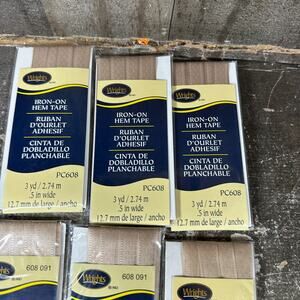 Wrights
IRON-ON
HEM TAPE
RUBAN
D'OURLET
ADHESIF
CINTA DE
DOBLADILLO
PLANCHABLE
PC608
3 yd / 2.74 m
.5 in wide
12.7 mm de large / ancho
Wrights
IRON-ON
HEM TAPE
RUBAN
D'OURLET
ADHESIF
CINTA DE
DOBLADILLO
PLANCHABLE
PC608
3 yd / 2.74 m
.5 in wide
12.7 mm de large / ancho
Wrights
IRON-ON
HEM TAPE
RUBAN
D'OURLET
ADHESIF
CINTA DE
DOBLADILLO
PLANCHABLE
PC608
3 yd / 2.74 m
.5 in wide
12.7 mm de large / ancho
Wrights
608 091
Wrights
608 091
Wrights